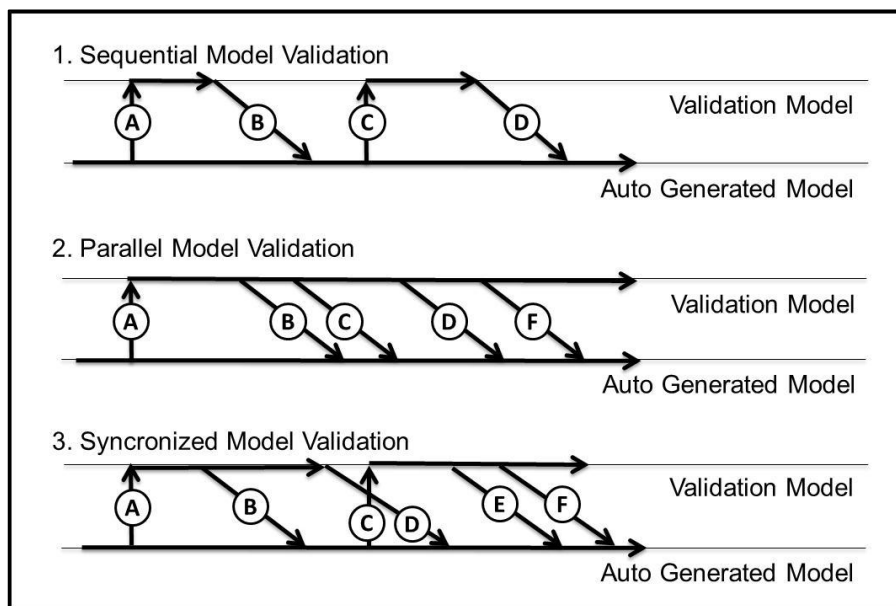 1. Sequential Model Validation
A B C D
Validation Model
Auto Generated Model
2. Parallel Model Validation
A B C D F
Validation Model
Auto Generated Model
3. Syncronized Model Validation
A B C D E F
Validation Model
Auto Generated Model